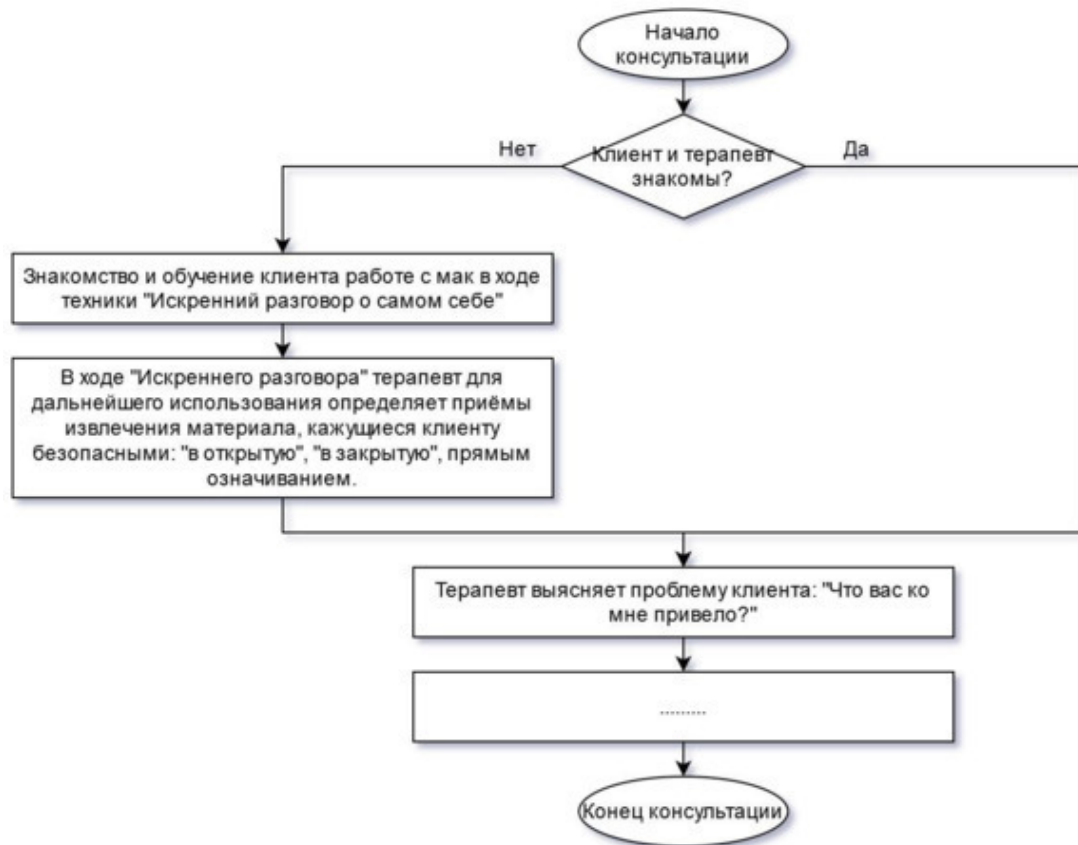 Начало
консультации
Клиент и терапевт
знакомы?
Нет
Да
Знакомство и обучение клиента работе с мак в ходе
техники "Искренний разговор о самом себе"
В ходе "Искреннего разговора" терапевт для
дальнейшего использования определяет приёмы
извлечения материала, кажущиеся клиенту
безопасными: "в открытую", "в закрытую", прямым
означиванием.
Терапевт выясняет проблему клиента: "Что вас ко
мне привело?"
.........
Конец консультации